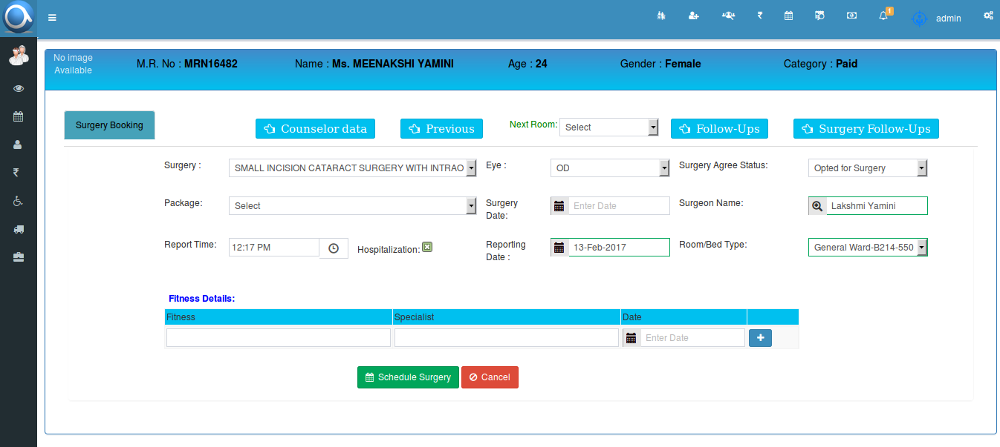 1
admin
No image
Available
M.R. No : MRN16482
Name : Ms. MEENAKSHI YAMINI
Age : 24
Gender : Female
Category : Paid
Surgery Booking
Counselor data
Previous
Next Room: Select
Follow-Ups
Surgery Follow-Ups
Surgery : SMALL INCISION CATARACT SURGERY WITH INTRAO
Eye : OD
Surgery Agree Status: Opted for Surgery
Package: Select
Surgery
Date: Enter Date
Surgeon Name: Lakshmi Yamini
Report Time: 12:17 PM
Hospitalization:
Reporting
Date : 13-Feb-2017
Room/Bed Type: General Ward-B214-550
Fitness Details:
Fitness Specialist Date
Enter Date
Schedule Surgery
Cancel